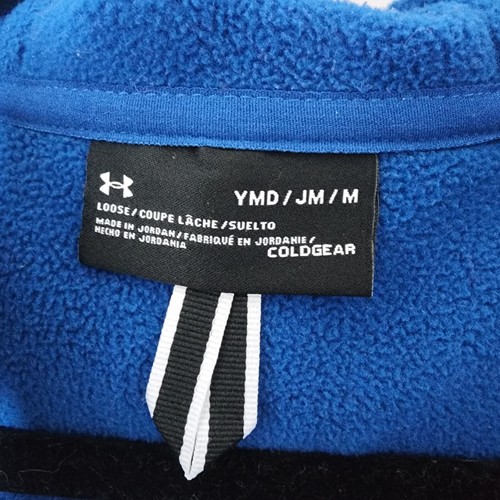 YMD / JM / M
LOOSE / COUPE LÂCHE / SUELTO
MADE IN JORDAN / FABRIQUÉ EN JORDANIE /
HECHO EN JORDANIA
COLDGEAR